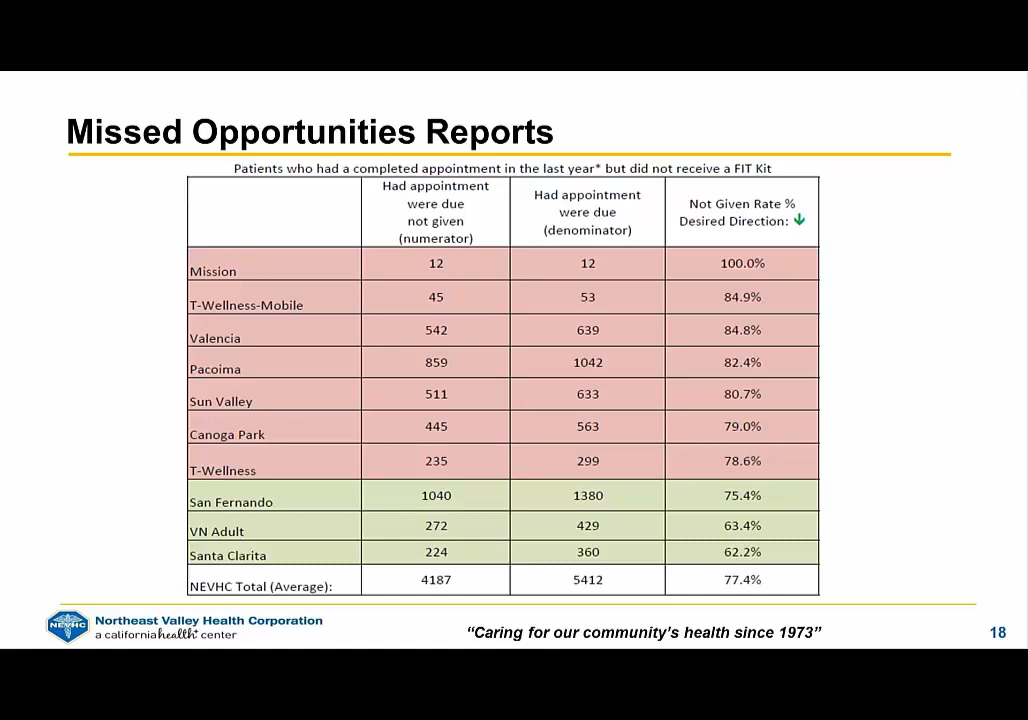 Missed Opportunities Reports
Patients who had a completed appointment in the last year* but did not receive a FIT Kit
Had appointment were due not given (numerator) Had appointment were due (denominator) Not Given Rate % Desired Direction:
Mission 12 12 100.0%
T-Wellness-Mobile 45 53 84.9%
Valencia 542 639 84.8%
Pacoima 859 1042 82.4%
Sun Valley 511 633 80.7%
Canoga Park 445 563 79.0%
T-Wellness 235 299 78.6%
San Fernando 1040 1380 75.4%
VN Adult 272 429 63.4%
Santa Clarita 224 360 62.2%
NEVHC Total (Average): 4187 5412 77.4%
NEVHC
Northeast Valley Health Corporation
a california health+ center
“Caring for our community’s health since 1973”
18